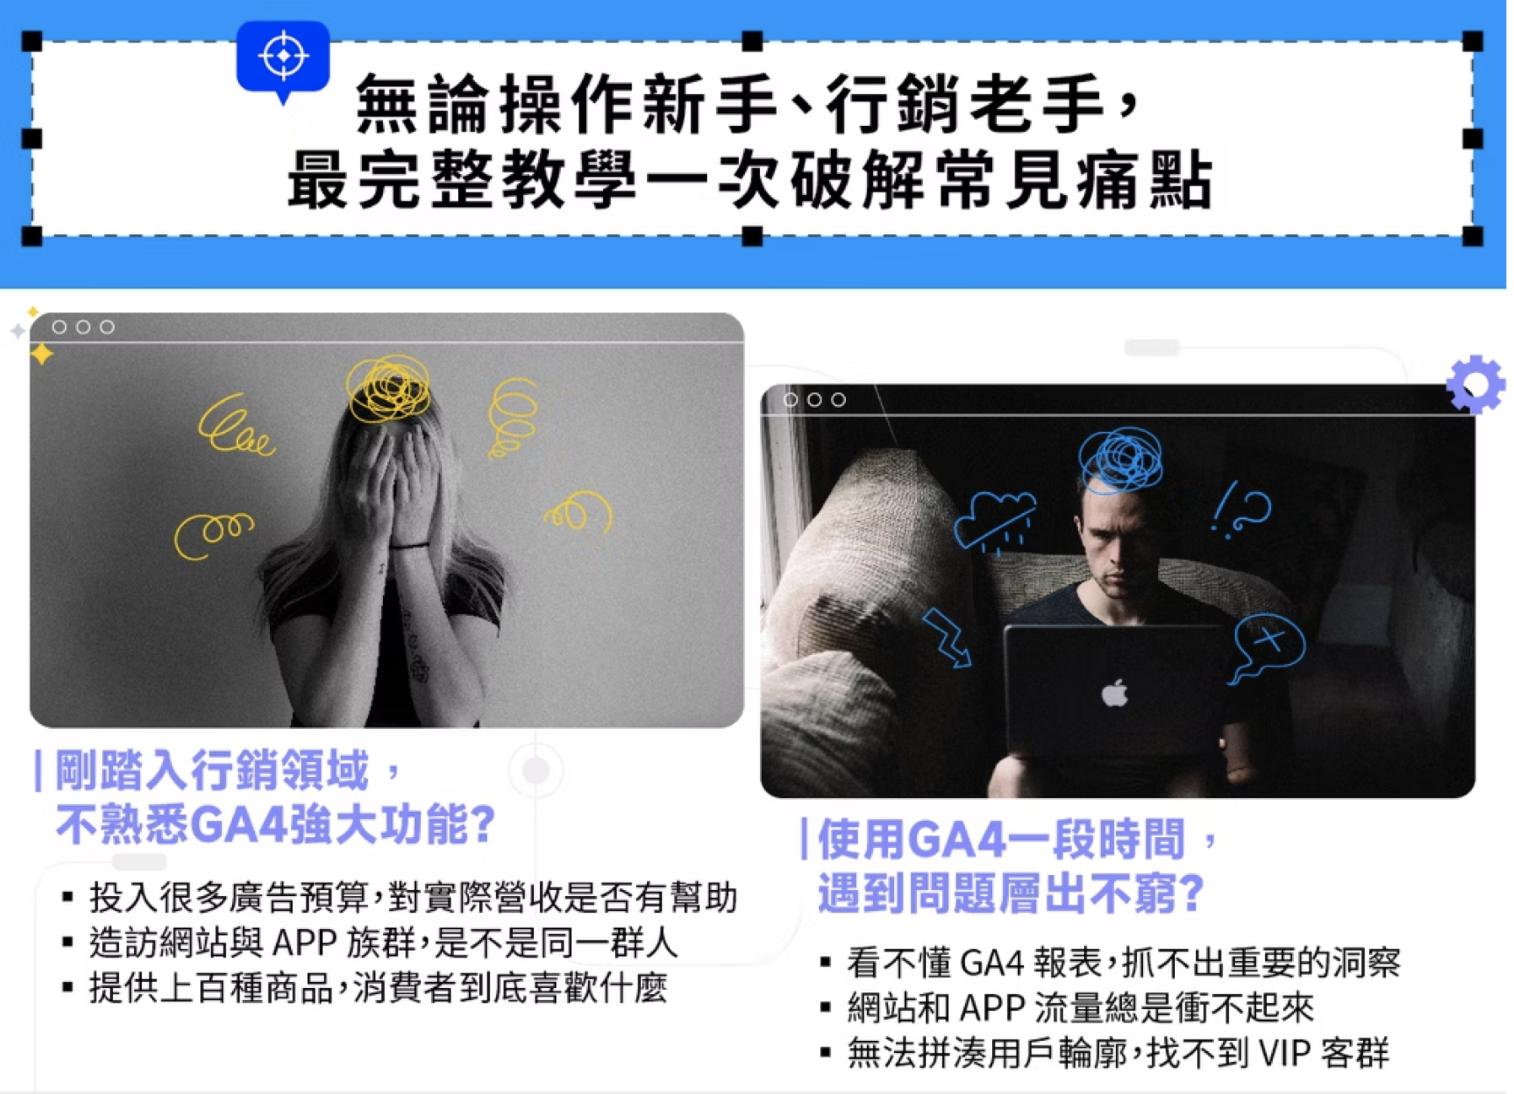 無論操作新手、行銷老手，
最完整教學一次破解常見痛點
剛踏入行銷領域，
不熟悉GA4強大功能?
▪ 投入很多廣告預算，對實際營收是否有幫助
▪ 造訪網站與 APP 族群，是不是同一群人
▪ 提供上百種商品，消費者到底喜歡什麼
!?
使用GA4一段時間，
遇到問題層出不窮?
▪ 看不懂 GA4 報表，抓不出重要的洞察
▪ 網站和 APP 流量總是衝不起來
▪ 無法拼湊用戶輪廓，找不到 VIP 客群